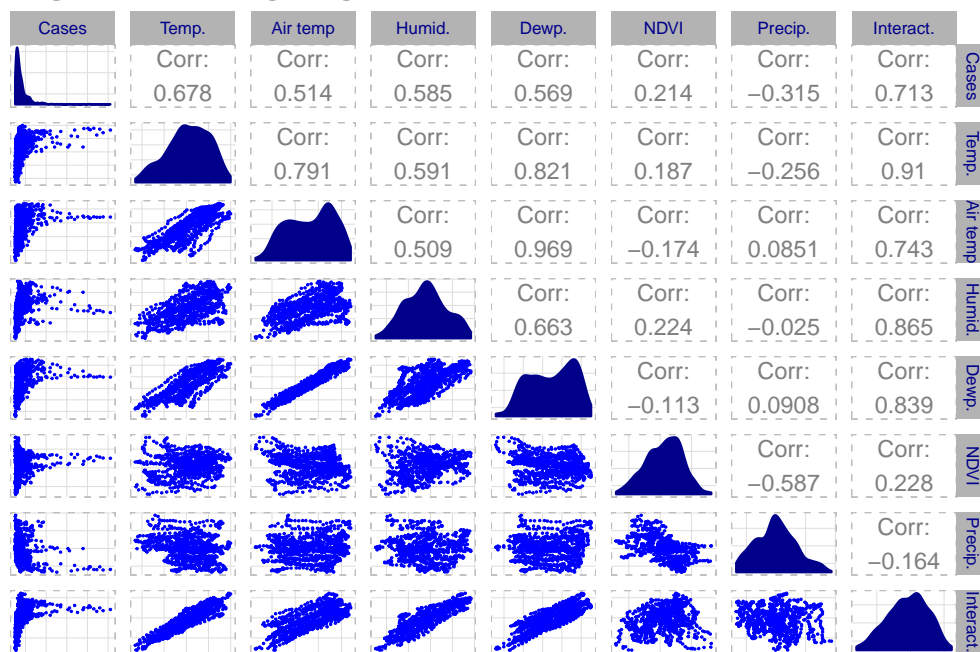 Cases Temp. Air temp Humid. Dewp. NDVI Precip. Interact.
Corr: Corr: Corr: Corr: Corr: Corr: Corr:
0.678 0.514 0.585 0.569 0.214 −0.315 0.713
Cases
Corr: Corr: Corr: Corr: Corr: Corr:
0.791 0.591 0.821 0.187 −0.256 0.91
Temp.
Corr: Corr: Corr: Corr: Corr:
0.509 0.969 −0.174 0.0851 0.743
Air temp
Corr: Corr: Corr: Corr:
0.663 0.224 −0.025 0.865
Humid.
Corr: Corr: Corr:
−0.113 0.0908 0.839
Dewp.
Corr: Corr:
−0.587 0.228
NDVI
Corr:
−0.164
Precip.
Interact.